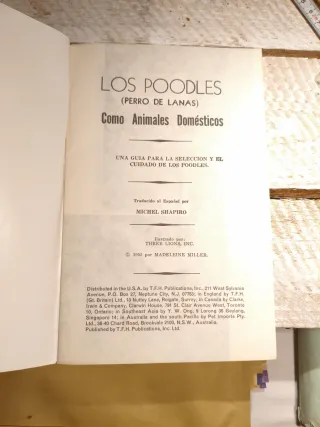 LOS POODLES
(PERRO DE LANAS)
Como Animales Domésticos
UNA GUIA PARA LA SELECCION Y EL
CUIDADO DE LOS POODLES.
Traducito al Español por
MICHEL SHAPIRO
Ilustrado por:
THREE LIONS, INC.
por MADELEINE MILLER.
Distributed in the U.S.A. by T.F.H. Publications, Inc., 211 West Sylvania
Avenue, P.O. Box 27, Neptune City, N.J. 07753; in England by T.F.H.
(Gt. Britain) Ltd., 13 Nutley Lane, Reigate, Surrey; in Canada by Clarke,
Irwin & Company, Clarwin House, 791 St. Clair Avenue West, Toronto
10, Ontario; in Southeast Asia by Y. W. Ong, 9 Lorong 36 Geylang,
Singapore 14; in Australia and the south Pacific by Pet Imports Pty.
Ltd., 28-40 Chard Road, Brookvale 2100, N.S.W., Australia.
Published by T.F.H. Publications, Inc. Ltd.